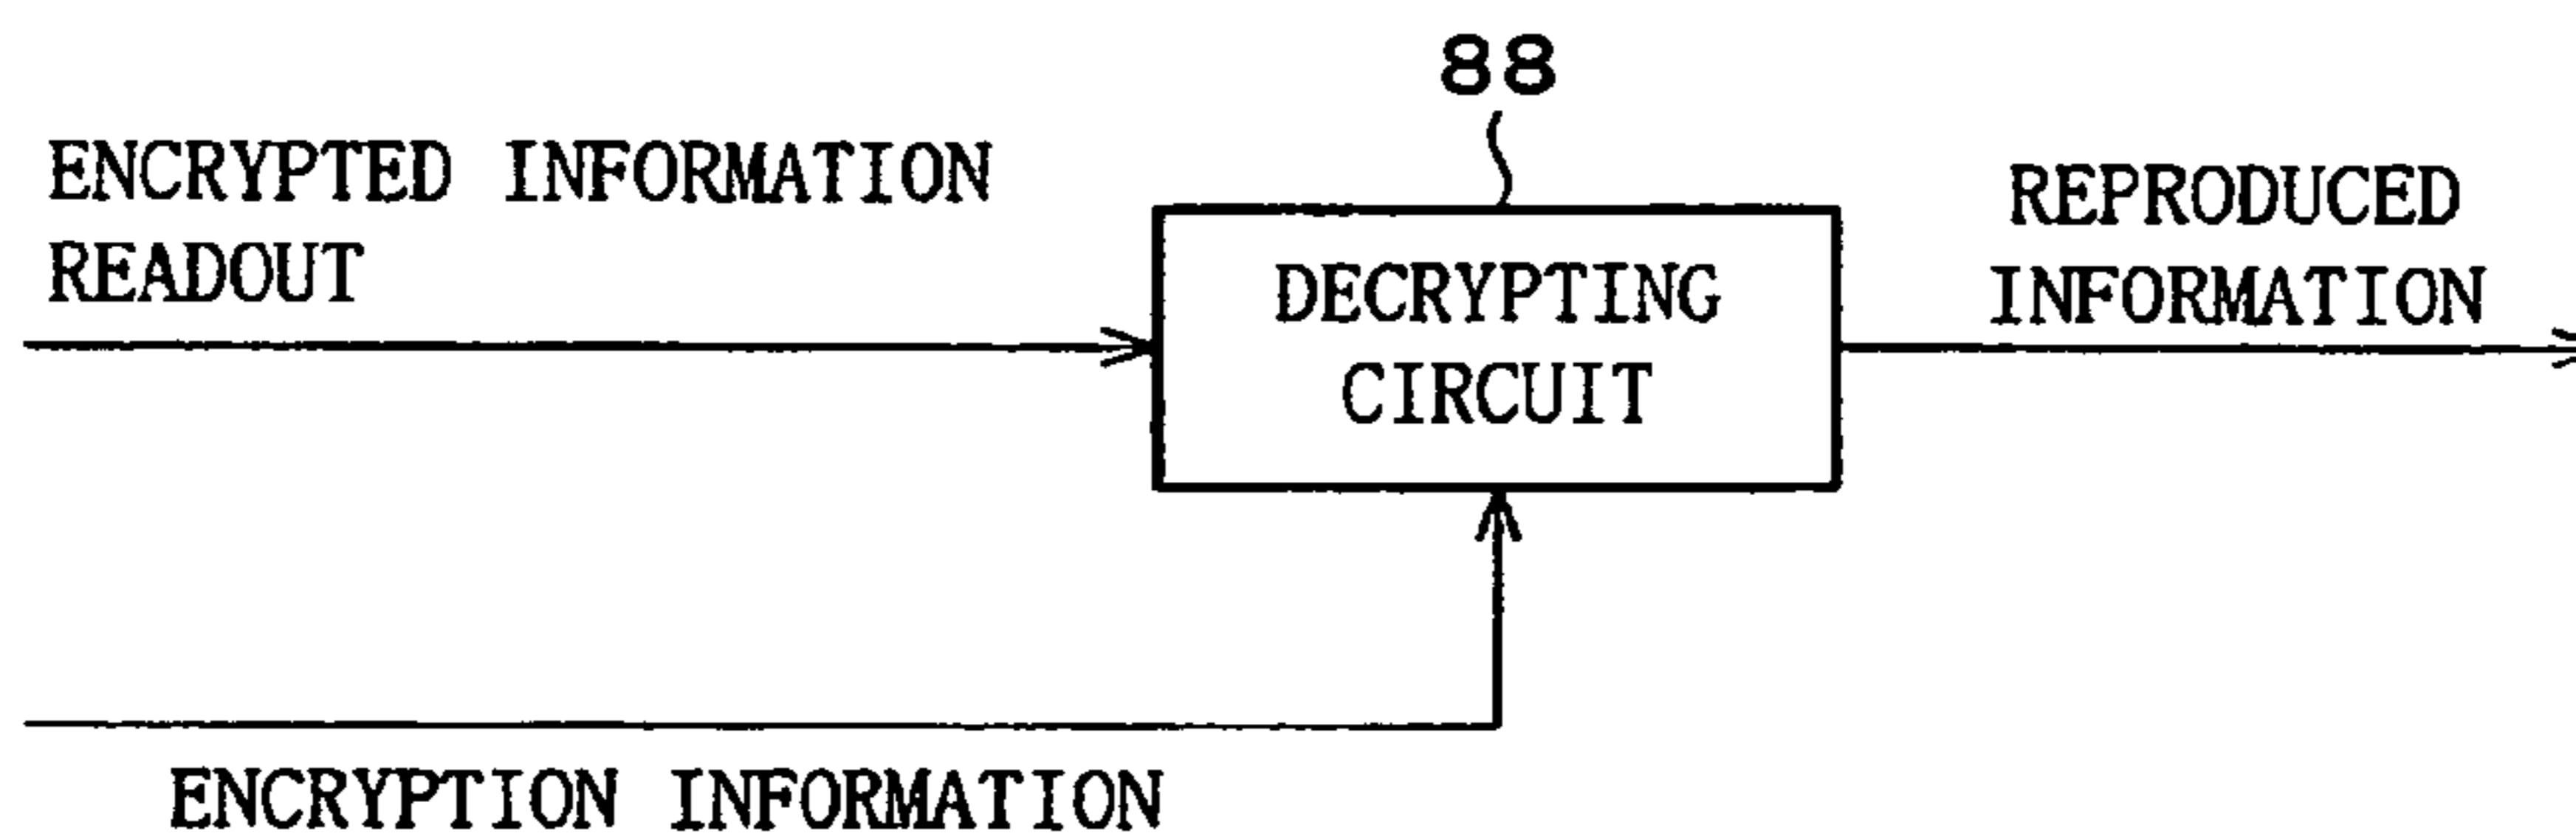 88
ENCRYPTED INFORMATION
READOUT
DECRYPTING
CIRCUIT
REPRODUCED
INFORMATION
ENCRYPTION INFORMATION